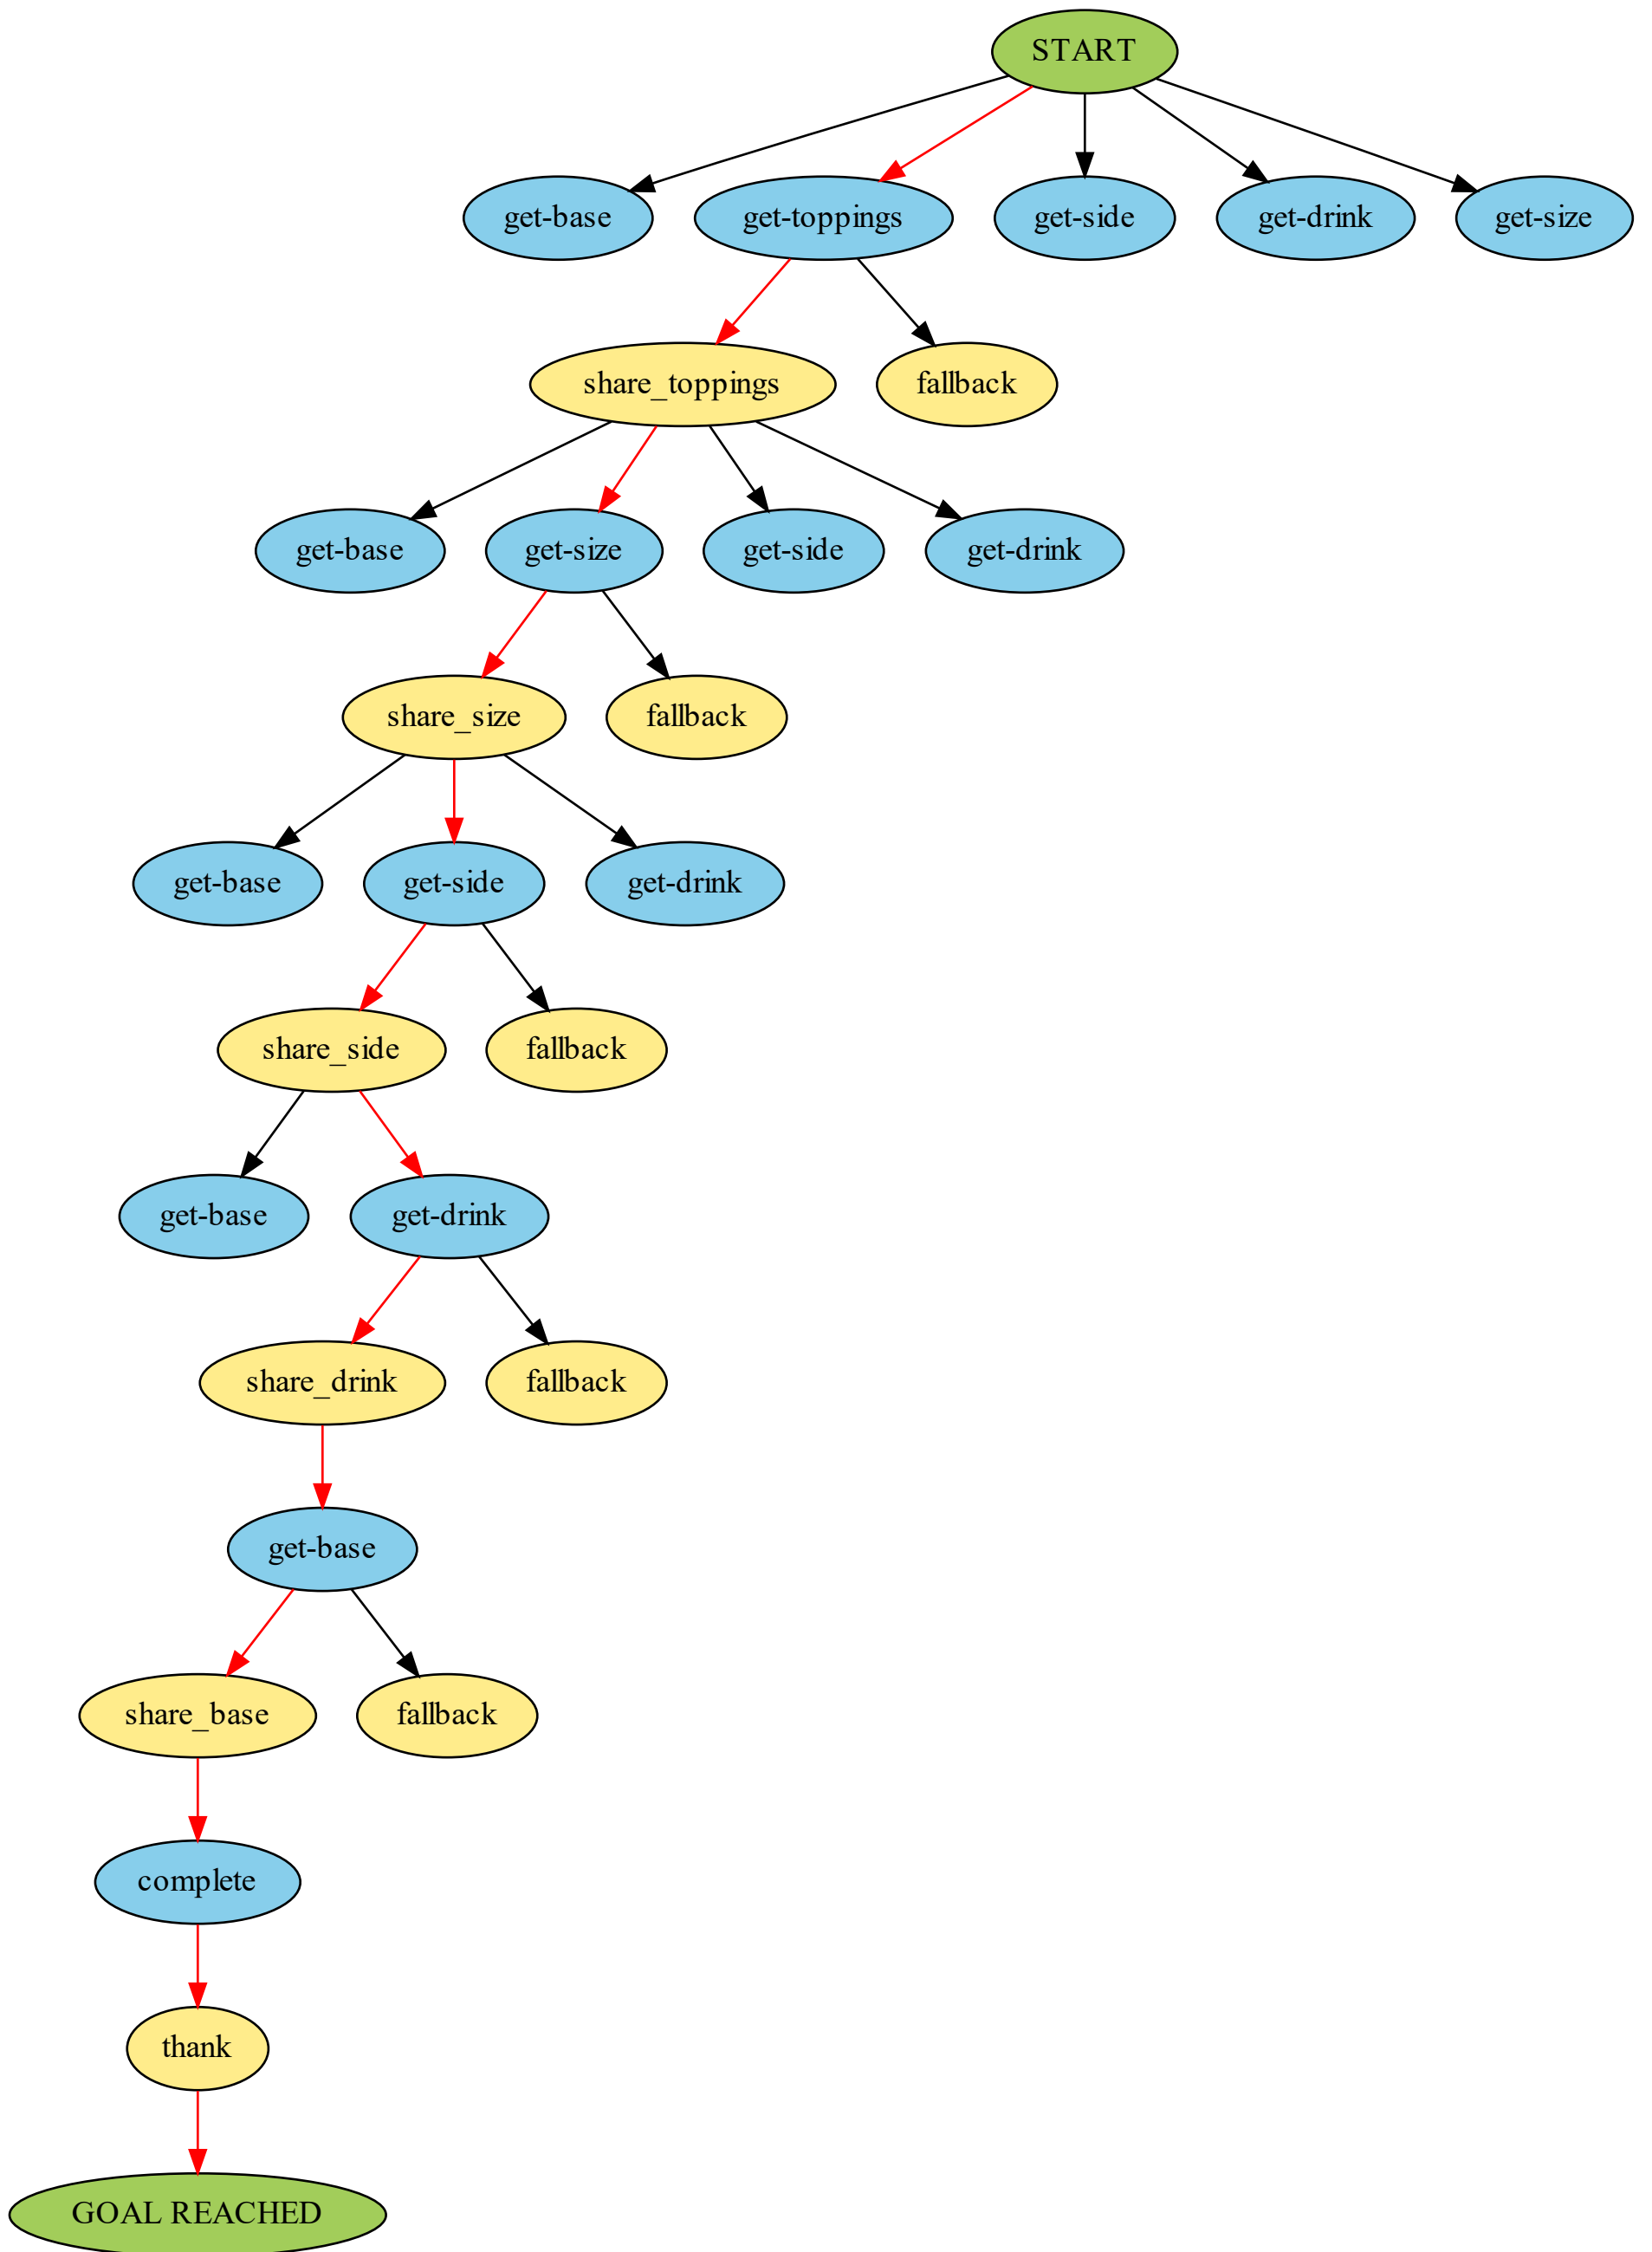 START
get-base
get-toppings
get-side
get-drink
get-size
share_toppings
fallback
get-base
get-size
get-side
get-drink
share_size
fallback
get-base
get-side
get-drink
share_side
fallback
get-base
get-drink
share_drink
fallback
get-base
share_base
fallback
complete
thank
GOAL REACHED